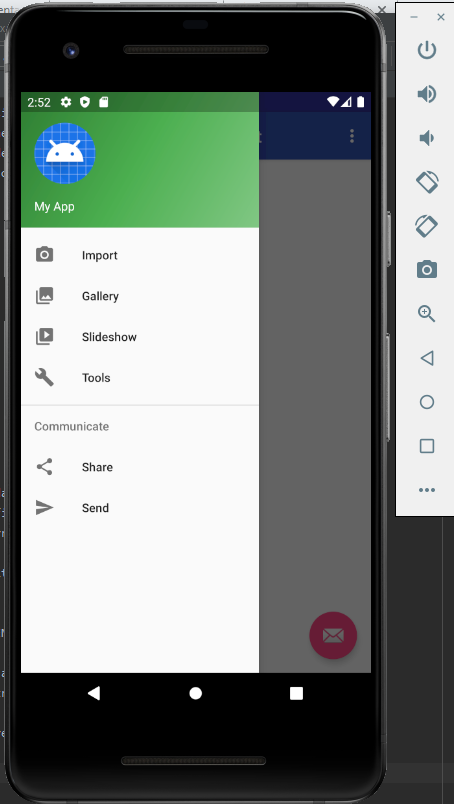 2:52
My App
Import
Gallery
Slideshow
Tools
Communicate
Share
Send